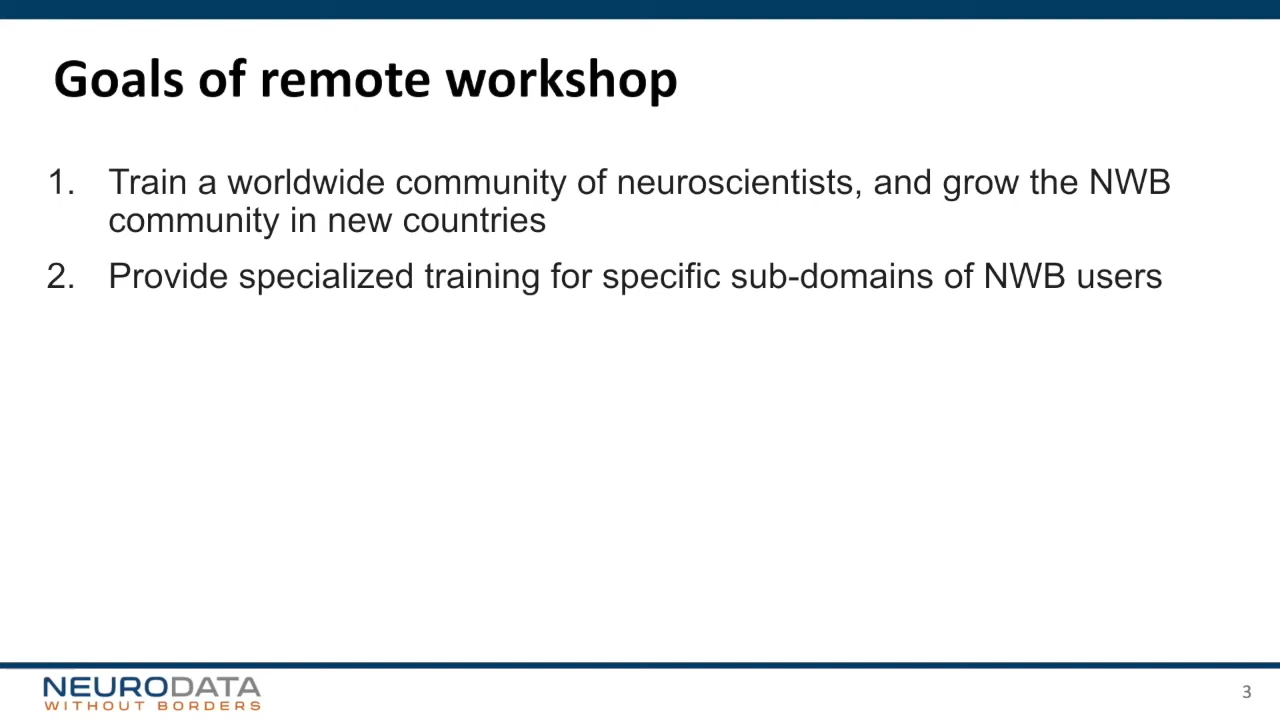 Goals of remote workshop
1. Train a worldwide community of neuroscientists, and grow the NWB
community in new countries
2. Provide specialized training for specific sub-domains of NWB users
NEURODATA
WITHOUT BORDERS
3